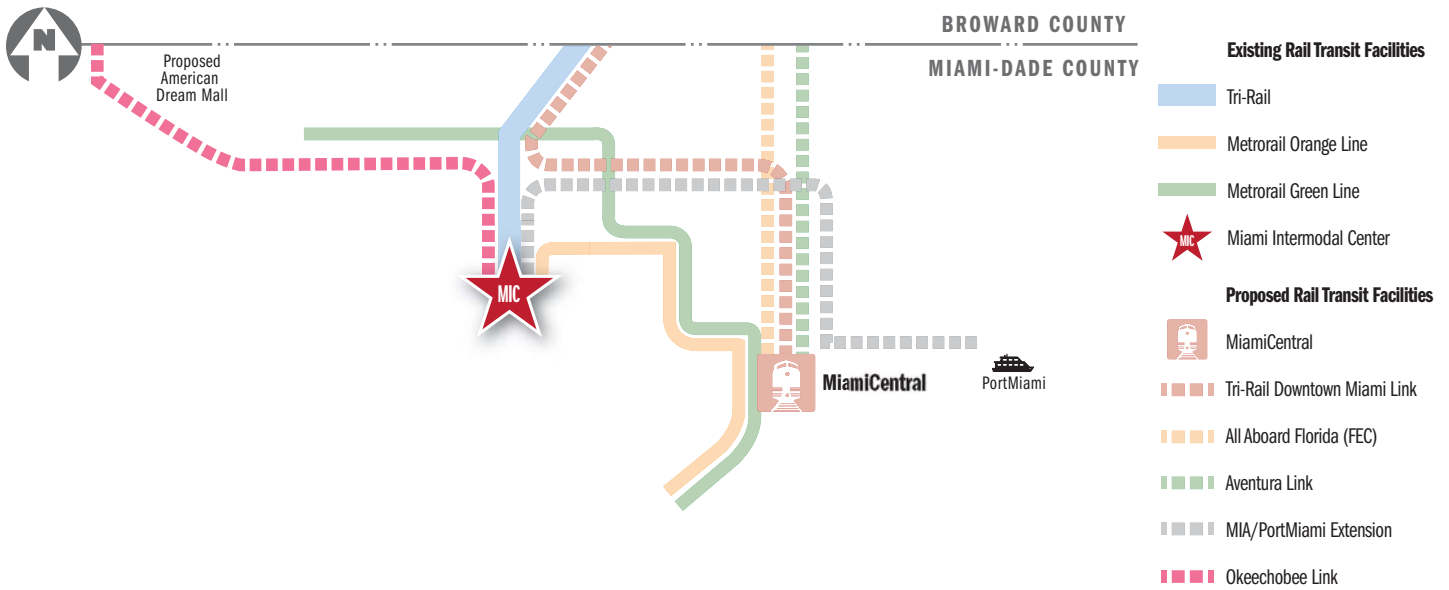 N
BROWARD COUNTY
MIAMI-DADE COUNTY
Proposed
American
Dream Mall
MIC
MiamiCentral
PortMiami
Existing Rail Transit Facilities
Tri-Rail
Metrorail Orange Line
Metrorail Green Line
MIC
Miami Intermodal Center
Proposed Rail Transit Facilities
MiamiCentral
Tri-Rail Downtown Miami Link
All Aboard Florida (FEC)
Aventura Link
MIA/PortMiami Extension
Okeechobee Link